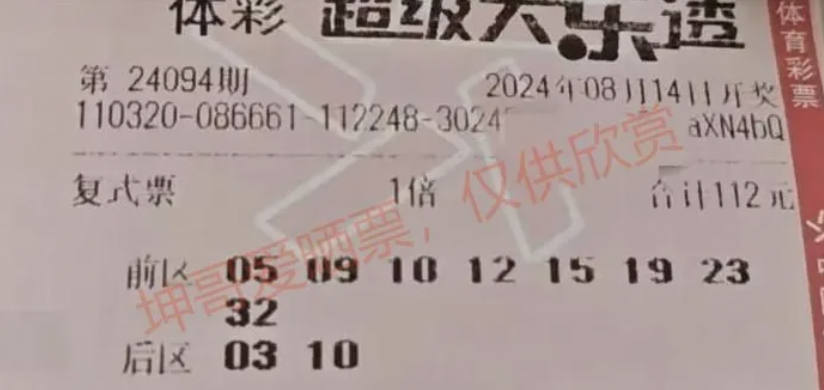 体彩 超级大乐透
第 24094期
2024年08月14日开奖
110320-086661-112248-3024
aXN4bQ
复式票 1倍 合计112元
前区 05 09 10 12 15 19 23
32
后区 03 10
坤哥爱晒票，仅供欣赏
体育彩票